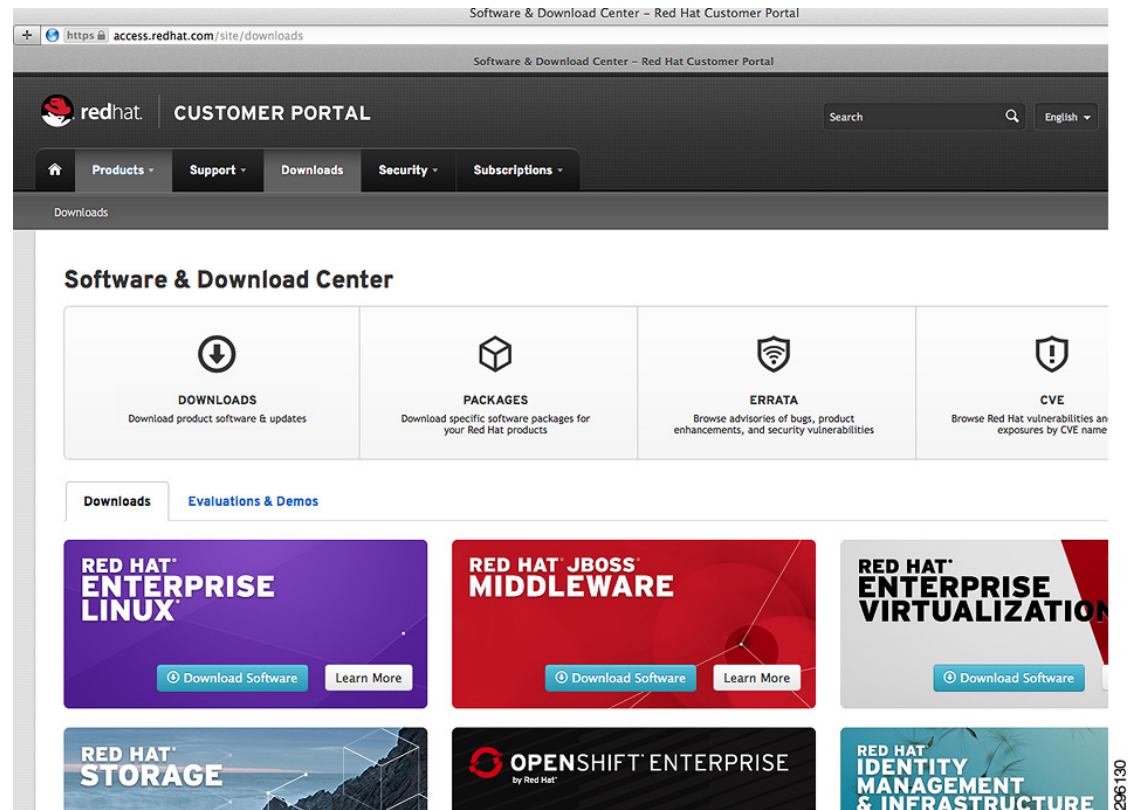 Software & Download Center – Red Hat Customer Portal
+ https access.redhat.com/site/downloads
Software & Download Center – Red Hat Customer Portal
redhat. CUSTOMER PORTAL
Search English
Products Support Downloads Security Subscriptions
Downloads
Software & Download Center
DOWNLOADS
Download product software & updates
PACKAGES
Download specific software packages for
your Red Hat products
ERRATA
Browse advisories of bugs, product
enhancements, and security vulnerabilities
CVE
Browse Red Hat vulnerabilities an
exposures by CVE name
Downloads Evaluations & Demos
RED HAT®
ENTERPRISE
LINUX®
Download Software Learn More
RED HAT® JBOSS®
MIDDLEWARE
Download Software Learn More
RED HAT®
ENTERPRISE
VIRTUALIZATION
Download Software
RED HAT®
STORAGE
OPENSHIFT® ENTERPRISE
by Red Hat®
RED HAT®
IDENTITY
MANAGEMENT
& INFRASTRUCTURE
296130